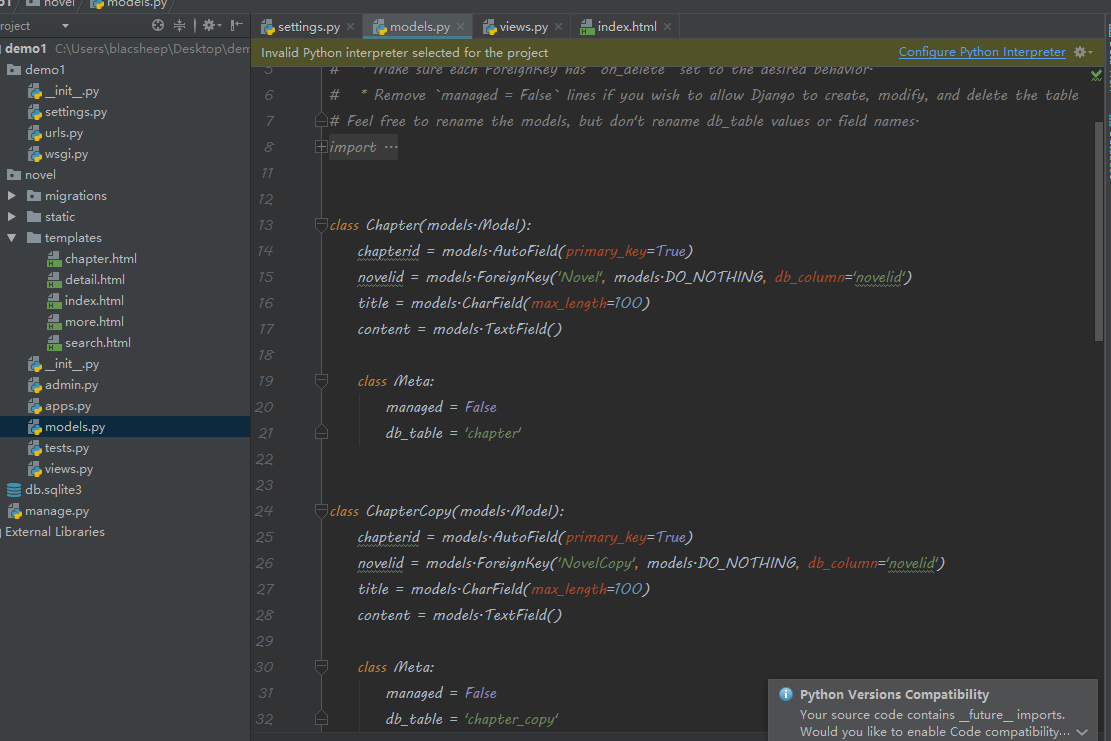 novel
models.py
roject
demo1 C:\Users\blacsheep\Desktop\dem
demo1
__init__.py
settings.py
urls.py
wsgi.py
novel
migrations
static
templates
chapter.html
detail.html
index.html
more.html
search.html
__init__.py
admin.py
apps.py
models.py
tests.py
views.py
db.sqlite3
manage.py
External Libraries
settings.py
models.py
views.py
index.html
Invalid Python interpreter selected for the project
Configure Python Interpreter
5 #   * Make sure each ForeignKey has `on_delete` set to the desired behavior.
6 #   * Remove `managed = False` lines if you wish to allow Django to create, modify, and delete the table
7 # Feel free to rename the models, but don't rename db_table values or field names.
8 import ...
11
12
13 class Chapter(models.Model):
14     chapterid = models.AutoField(primary_key=True)
15     novelid = models.ForeignKey('Novel', models.DO_NOTHING, db_column='novelid')
16     title = models.CharField(max_length=100)
17     content = models.TextField()
18
19     class Meta:
20         managed = False
21         db_table = 'chapter'
22
23
24 class ChapterCopy(models.Model):
25     chapterid = models.AutoField(primary_key=True)
26     novelid = models.ForeignKey('NovelCopy', models.DO_NOTHING, db_column='novelid')
27     title = models.CharField(max_length=100)
28     content = models.TextField()
29
30     class Meta:
31         managed = False
32         db_table = 'chapter_copy'
Python Versions Compatibility
Your source code contains __future__ imports.
Would you like to enable Code compatibility...